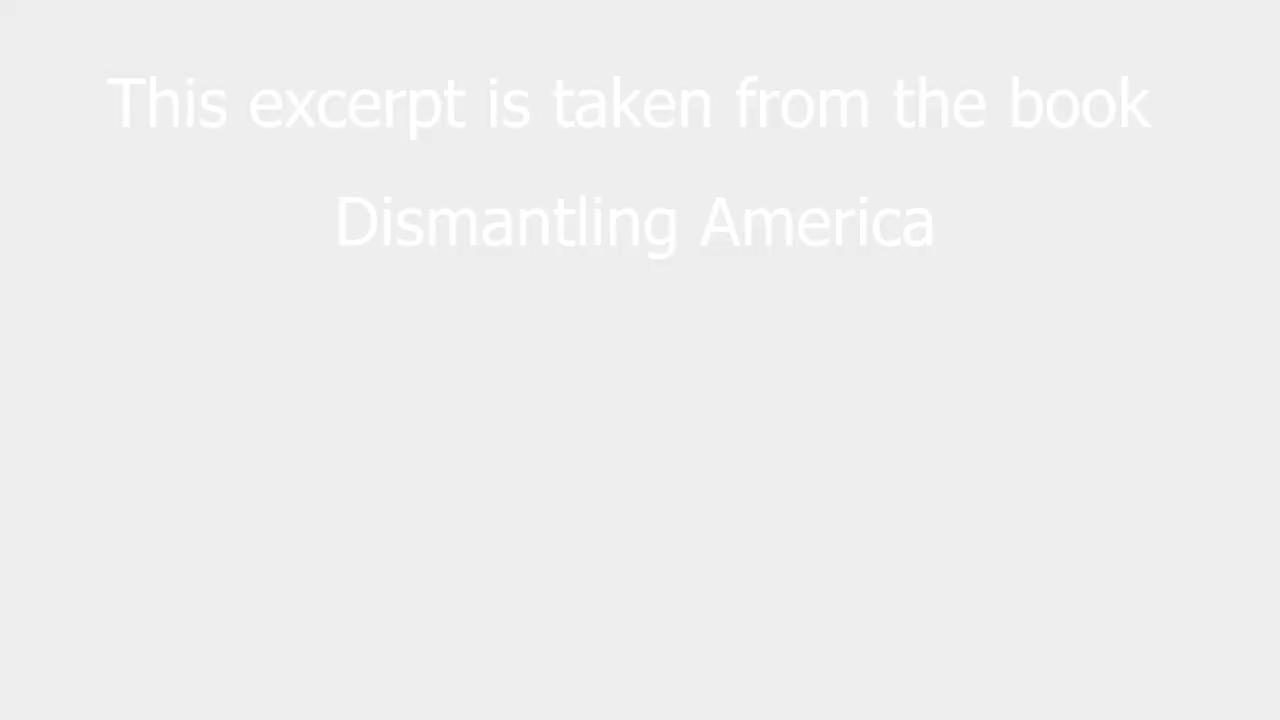 This excerpt is taken from the book
Dismantling America